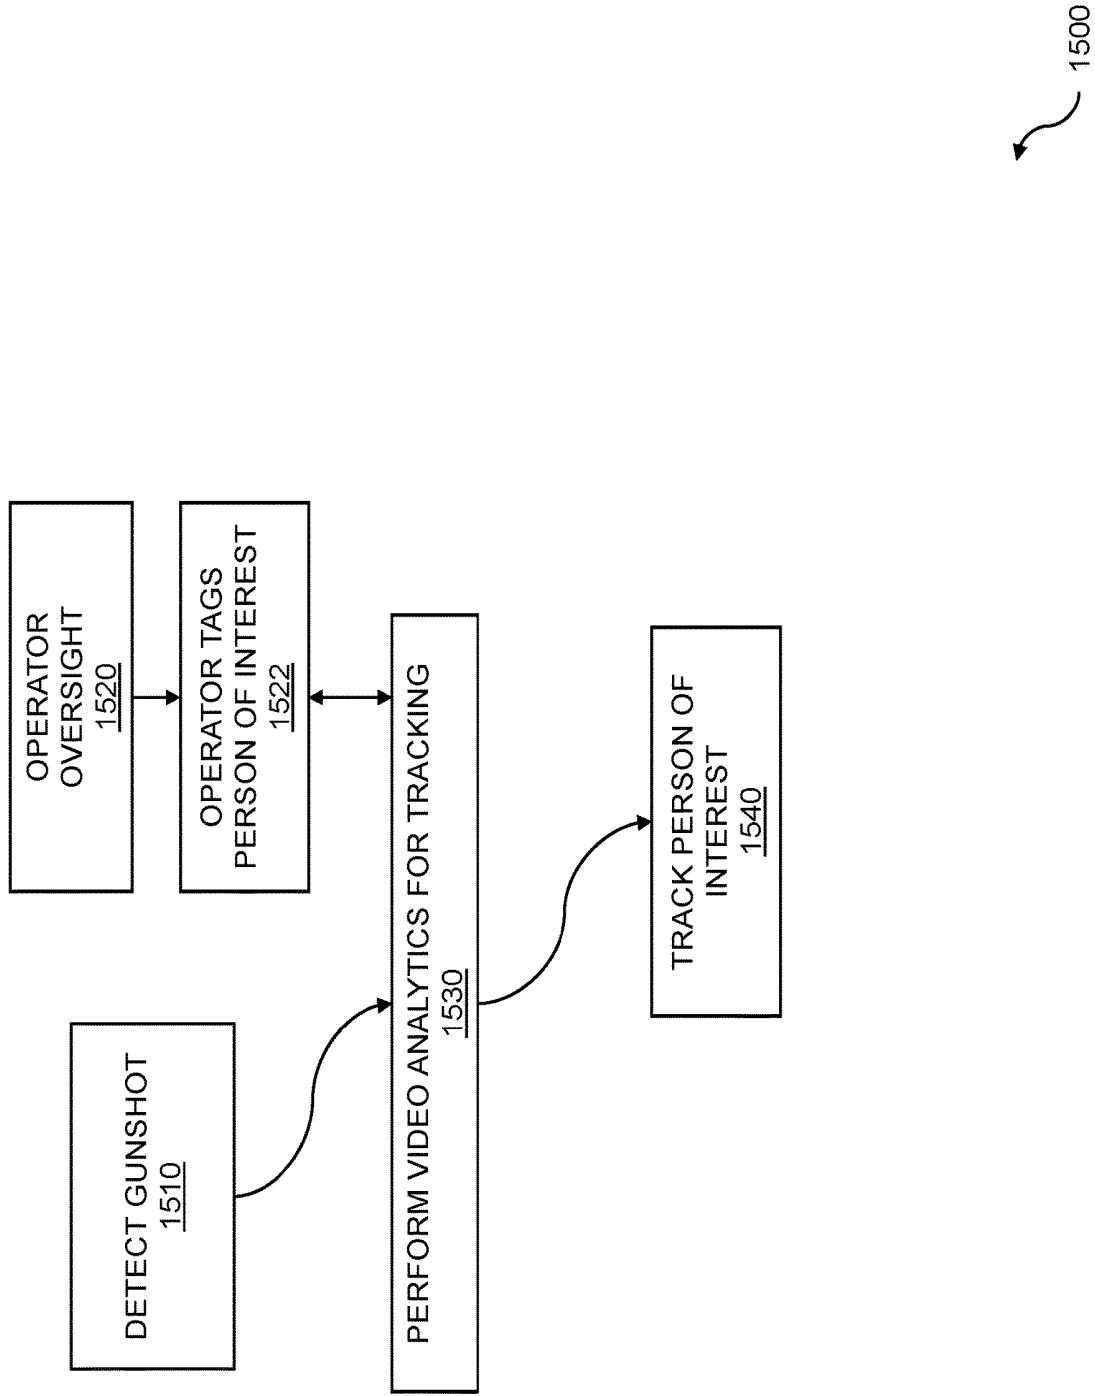 1500
DETECT GUNSHOT
1510
OPERATOR
OVERSIGHT
1520
OPERATOR TAGS
PERSON OF INTEREST
1522
PERFORM VIDEO ANALYTICS FOR TRACKING
1530
TRACK PERSON OF
INTEREST
1540